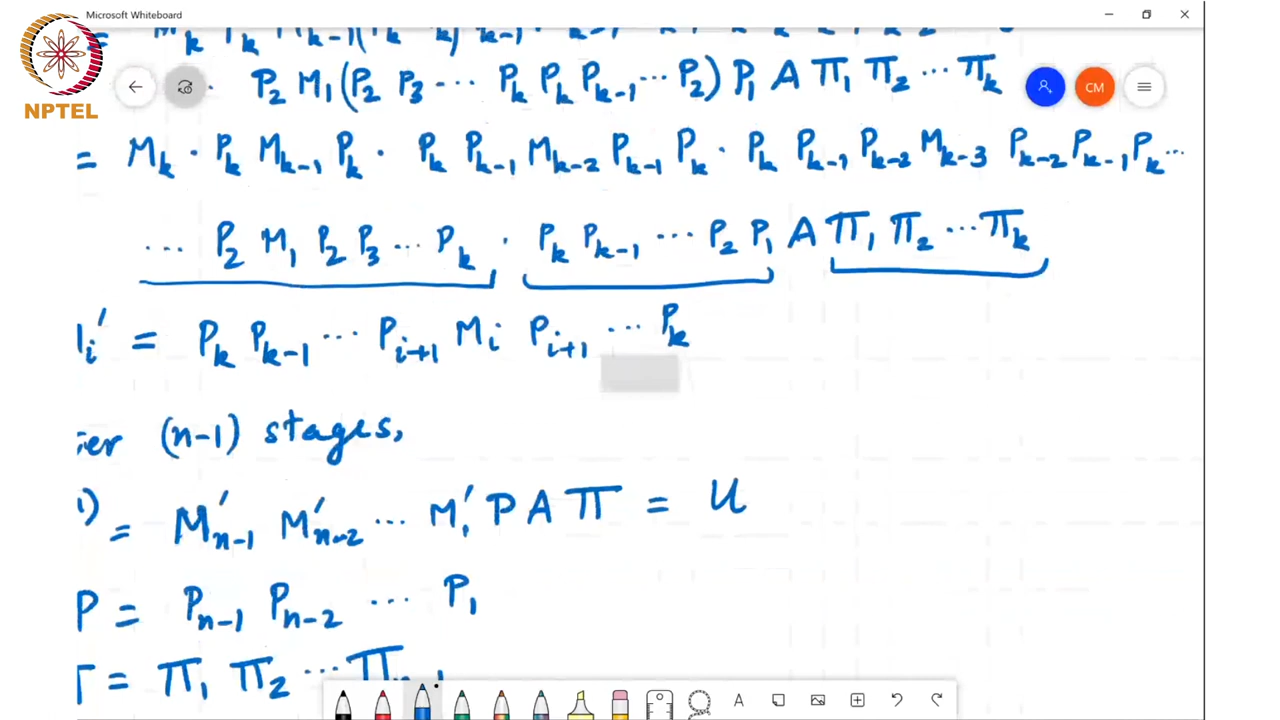 Microsoft Whiteboard
NPTEL
P₂ M₁ (P₂ P₃ ⋯ Pₖ Pₖ Pₖ₋₁ ⋯ P₂) P₁ A Π₁ Π₂ ⋯ Πₖ
CM
= Mₖ · Pₖ Mₖ₋₁ Pₖ · Pₖ Pₖ₋₁ Mₖ₋₂ Pₖ₋₁ Pₖ · Pₖ Pₖ₋₁ Pₖ₋₂ Mₖ₋₃ Pₖ₋₂ Pₖ₋₁ Pₖ ⋯
⋯ P₂ M₁ P₂ P₃ ⋯ Pₖ · Pₖ Pₖ₋₁ ⋯ P₂ P₁ A Π₁ Π₂ ⋯ Πₖ
ᵢ′ = Pₖ Pₖ₋₁ ⋯ Pᵢ₊₁ Mᵢ Pᵢ₊₁ ⋯ Pₖ
(n-1) stages,
1) = M′ₙ₋₁ M′ₙ₋₂ ⋯ M′₁ P A Π = U
P = Pₙ₋₁ Pₙ₋₂ ⋯ P₁
= Π₁ Π₂ ⋯ Π
A